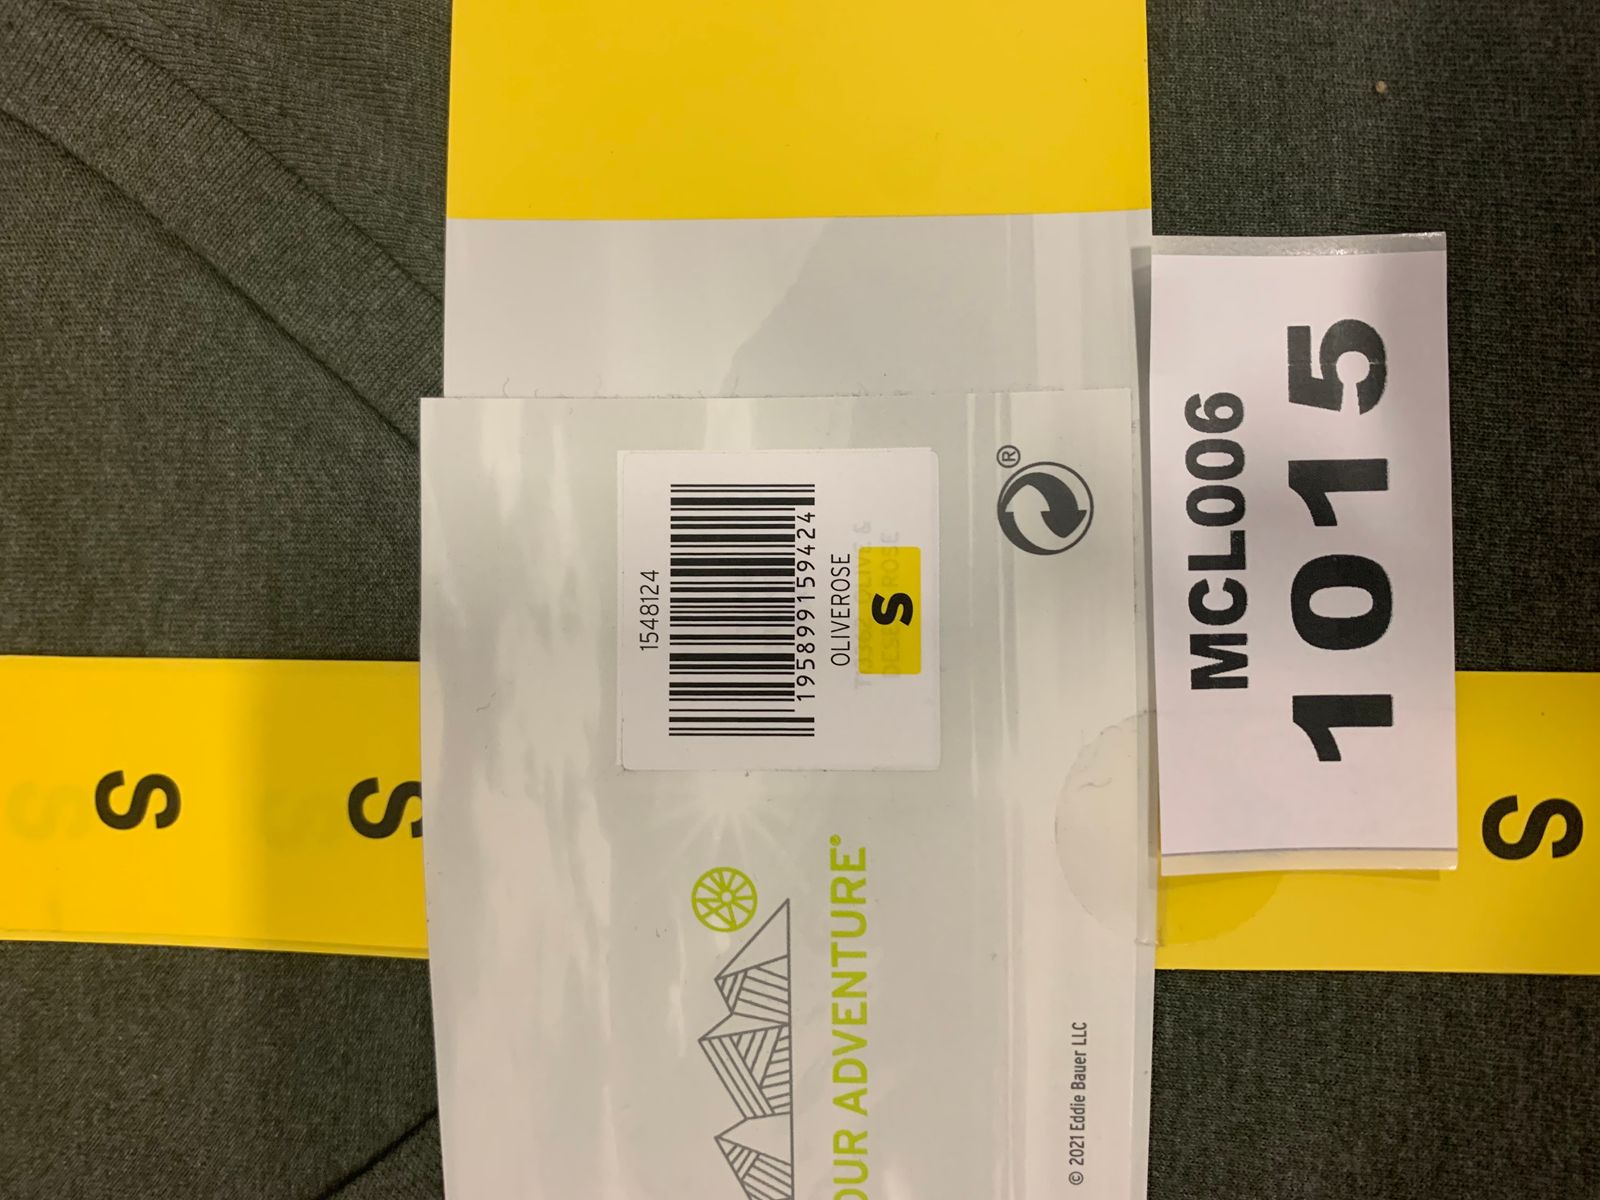 1548124
195899159424
OLIVEROSE
S
®
OUR ADVENTURE®
© 2021 Eddie Bauer LLC
MCL006
1015
S
S
S